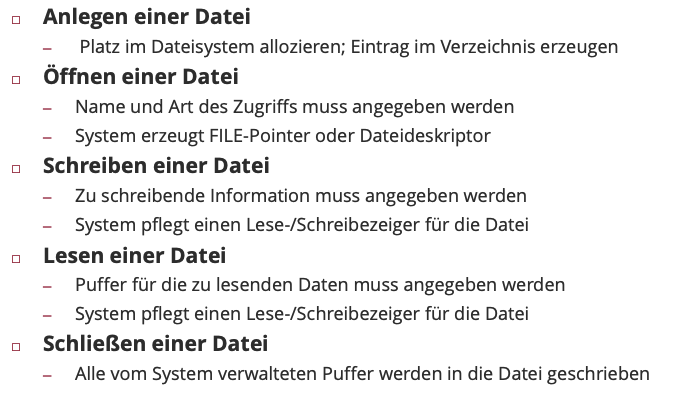 Anlegen einer Datei
– Platz im Dateisystem allozieren; Eintrag im Verzeichnis erzeugen
Öffnen einer Datei
– Name und Art des Zugriffs muss angegeben werden
– System erzeugt FILE-Pointer oder Dateideskriptor
Schreiben einer Datei
– Zu schreibende Information muss angegeben werden
– System pflegt einen Lese-/Schreibezeiger für die Datei
Lesen einer Datei
– Puffer für die zu lesenden Daten muss angegeben werden
– System pflegt einen Lese-/Schreibezeiger für die Datei
Schließen einer Datei
– Alle vom System verwalteten Puffer werden in die Datei geschrieben